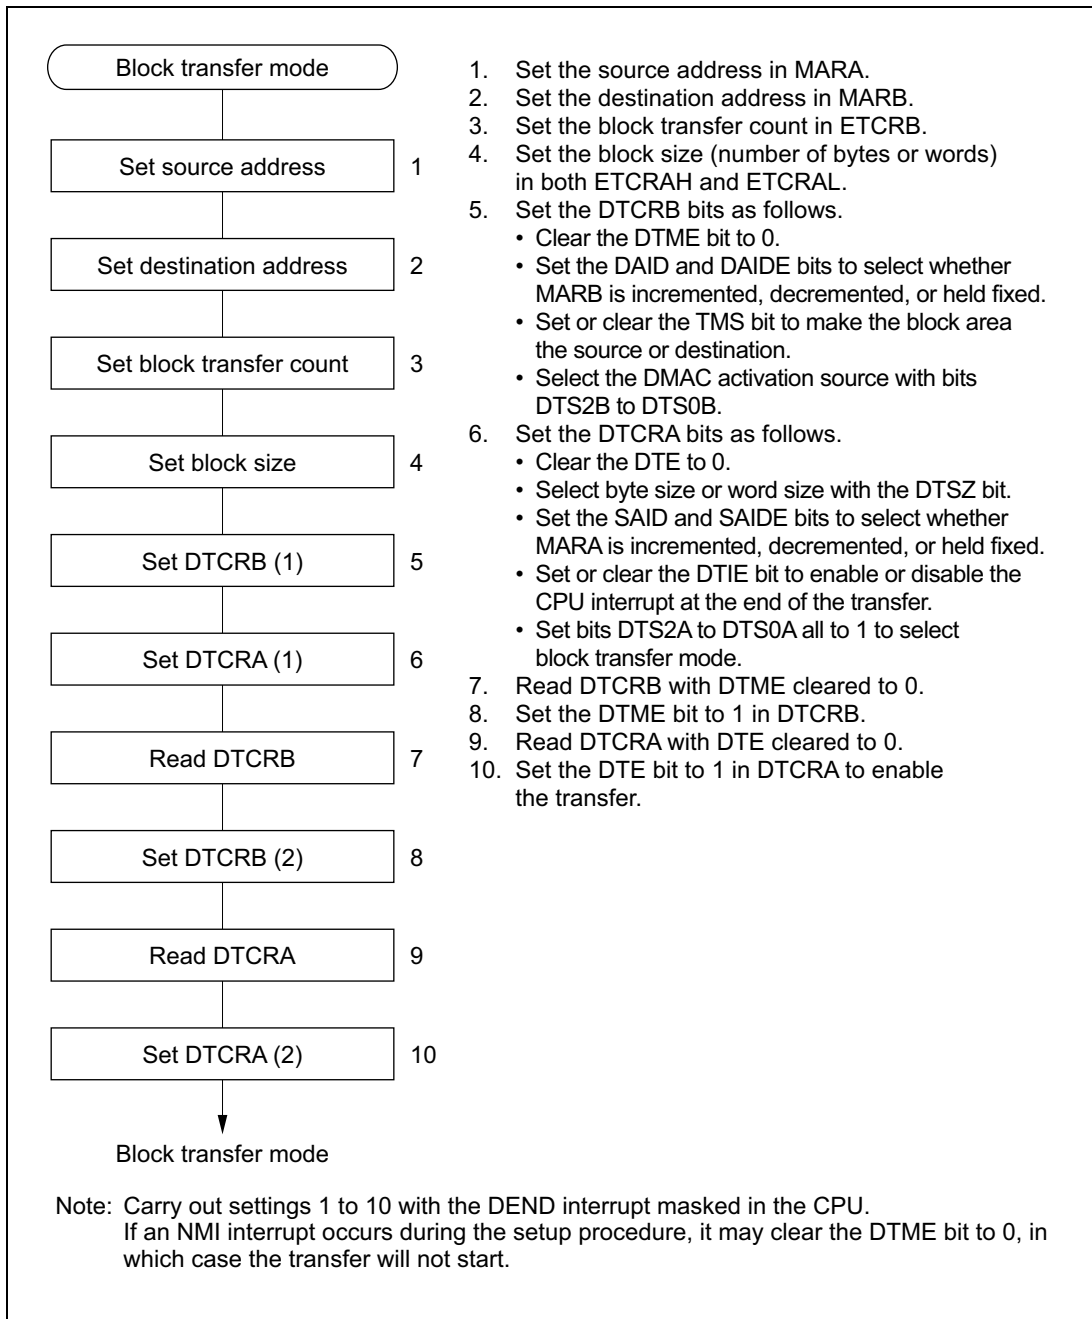 Block transfer mode
Set source address 1
Set destination address 2
Set block transfer count 3
Set block size 4
Set DTCRB (1) 5
Set DTCRA (1) 6
Read DTCRB 7
Set DTCRB (2) 8
Read DTCRA 9
Set DTCRA (2) 10
Block transfer mode
1. Set the source address in MARA.
2. Set the destination address in MARB.
3. Set the block transfer count in ETCRB.
4. Set the block size (number of bytes or words)
in both ETCRAH and ETCRAL.
5. Set the DTCRB bits as follows.
• Clear the DTME bit to 0.
• Set the DAID and DAIDE bits to select whether
MARB is incremented, decremented, or held fixed.
• Set or clear the TMS bit to make the block area
the source or destination.
• Select the DMAC activation source with bits
DTS2B to DTS0B.
6. Set the DTCRA bits as follows.
• Clear the DTE to 0.
• Select byte size or word size with the DTSZ bit.
• Set the SAID and SAIDE bits to select whether
MARA is incremented, decremented, or held fixed.
• Set or clear the DTIE bit to enable or disable the
CPU interrupt at the end of the transfer.
• Set bits DTS2A to DTS0A all to 1 to select
block transfer mode.
7. Read DTCRB with DTME cleared to 0.
8. Set the DTME bit to 1 in DTCRB.
9. Read DTCRA with DTE cleared to 0.
10. Set the DTE bit to 1 in DTCRA to enable
the transfer.
Note: Carry out settings 1 to 10 with the DEND interrupt masked in the CPU.
If an NMI interrupt occurs during the setup procedure, it may clear the DTME bit to 0, in
which case the transfer will not start.